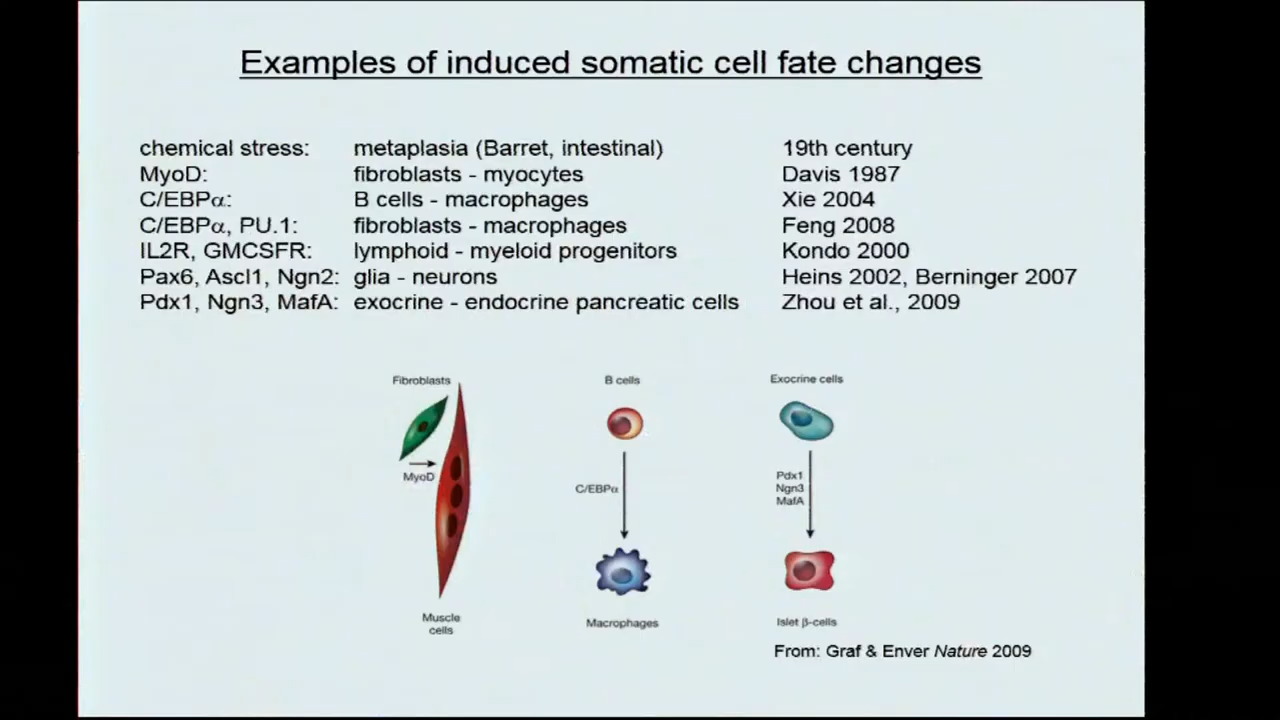 Examples of induced somatic cell fate changes
chemical stress: metaplasia (Barret, intestinal) 19th century
MyoD: fibroblasts - myocytes Davis 1987
C/EBPα: B cells - macrophages Xie 2004
C/EBPα, PU.1: fibroblasts - macrophages Feng 2008
IL2R, GMCSFR: lymphoid - myeloid progenitors Kondo 2000
Pax6, Ascl1, Ngn2: glia - neurons Heins 2002, Berninger 2007
Pdx1, Ngn3, MafA: exocrine - endocrine pancreatic cells Zhou et al., 2009
Fibroblasts
MyoD
Muscle
cells
B cells
C/EBPα
Macrophages
Exocrine cells
Pdx1
Ngn3
MafA
Islet β-cells
From: Graf & Enver Nature 2009